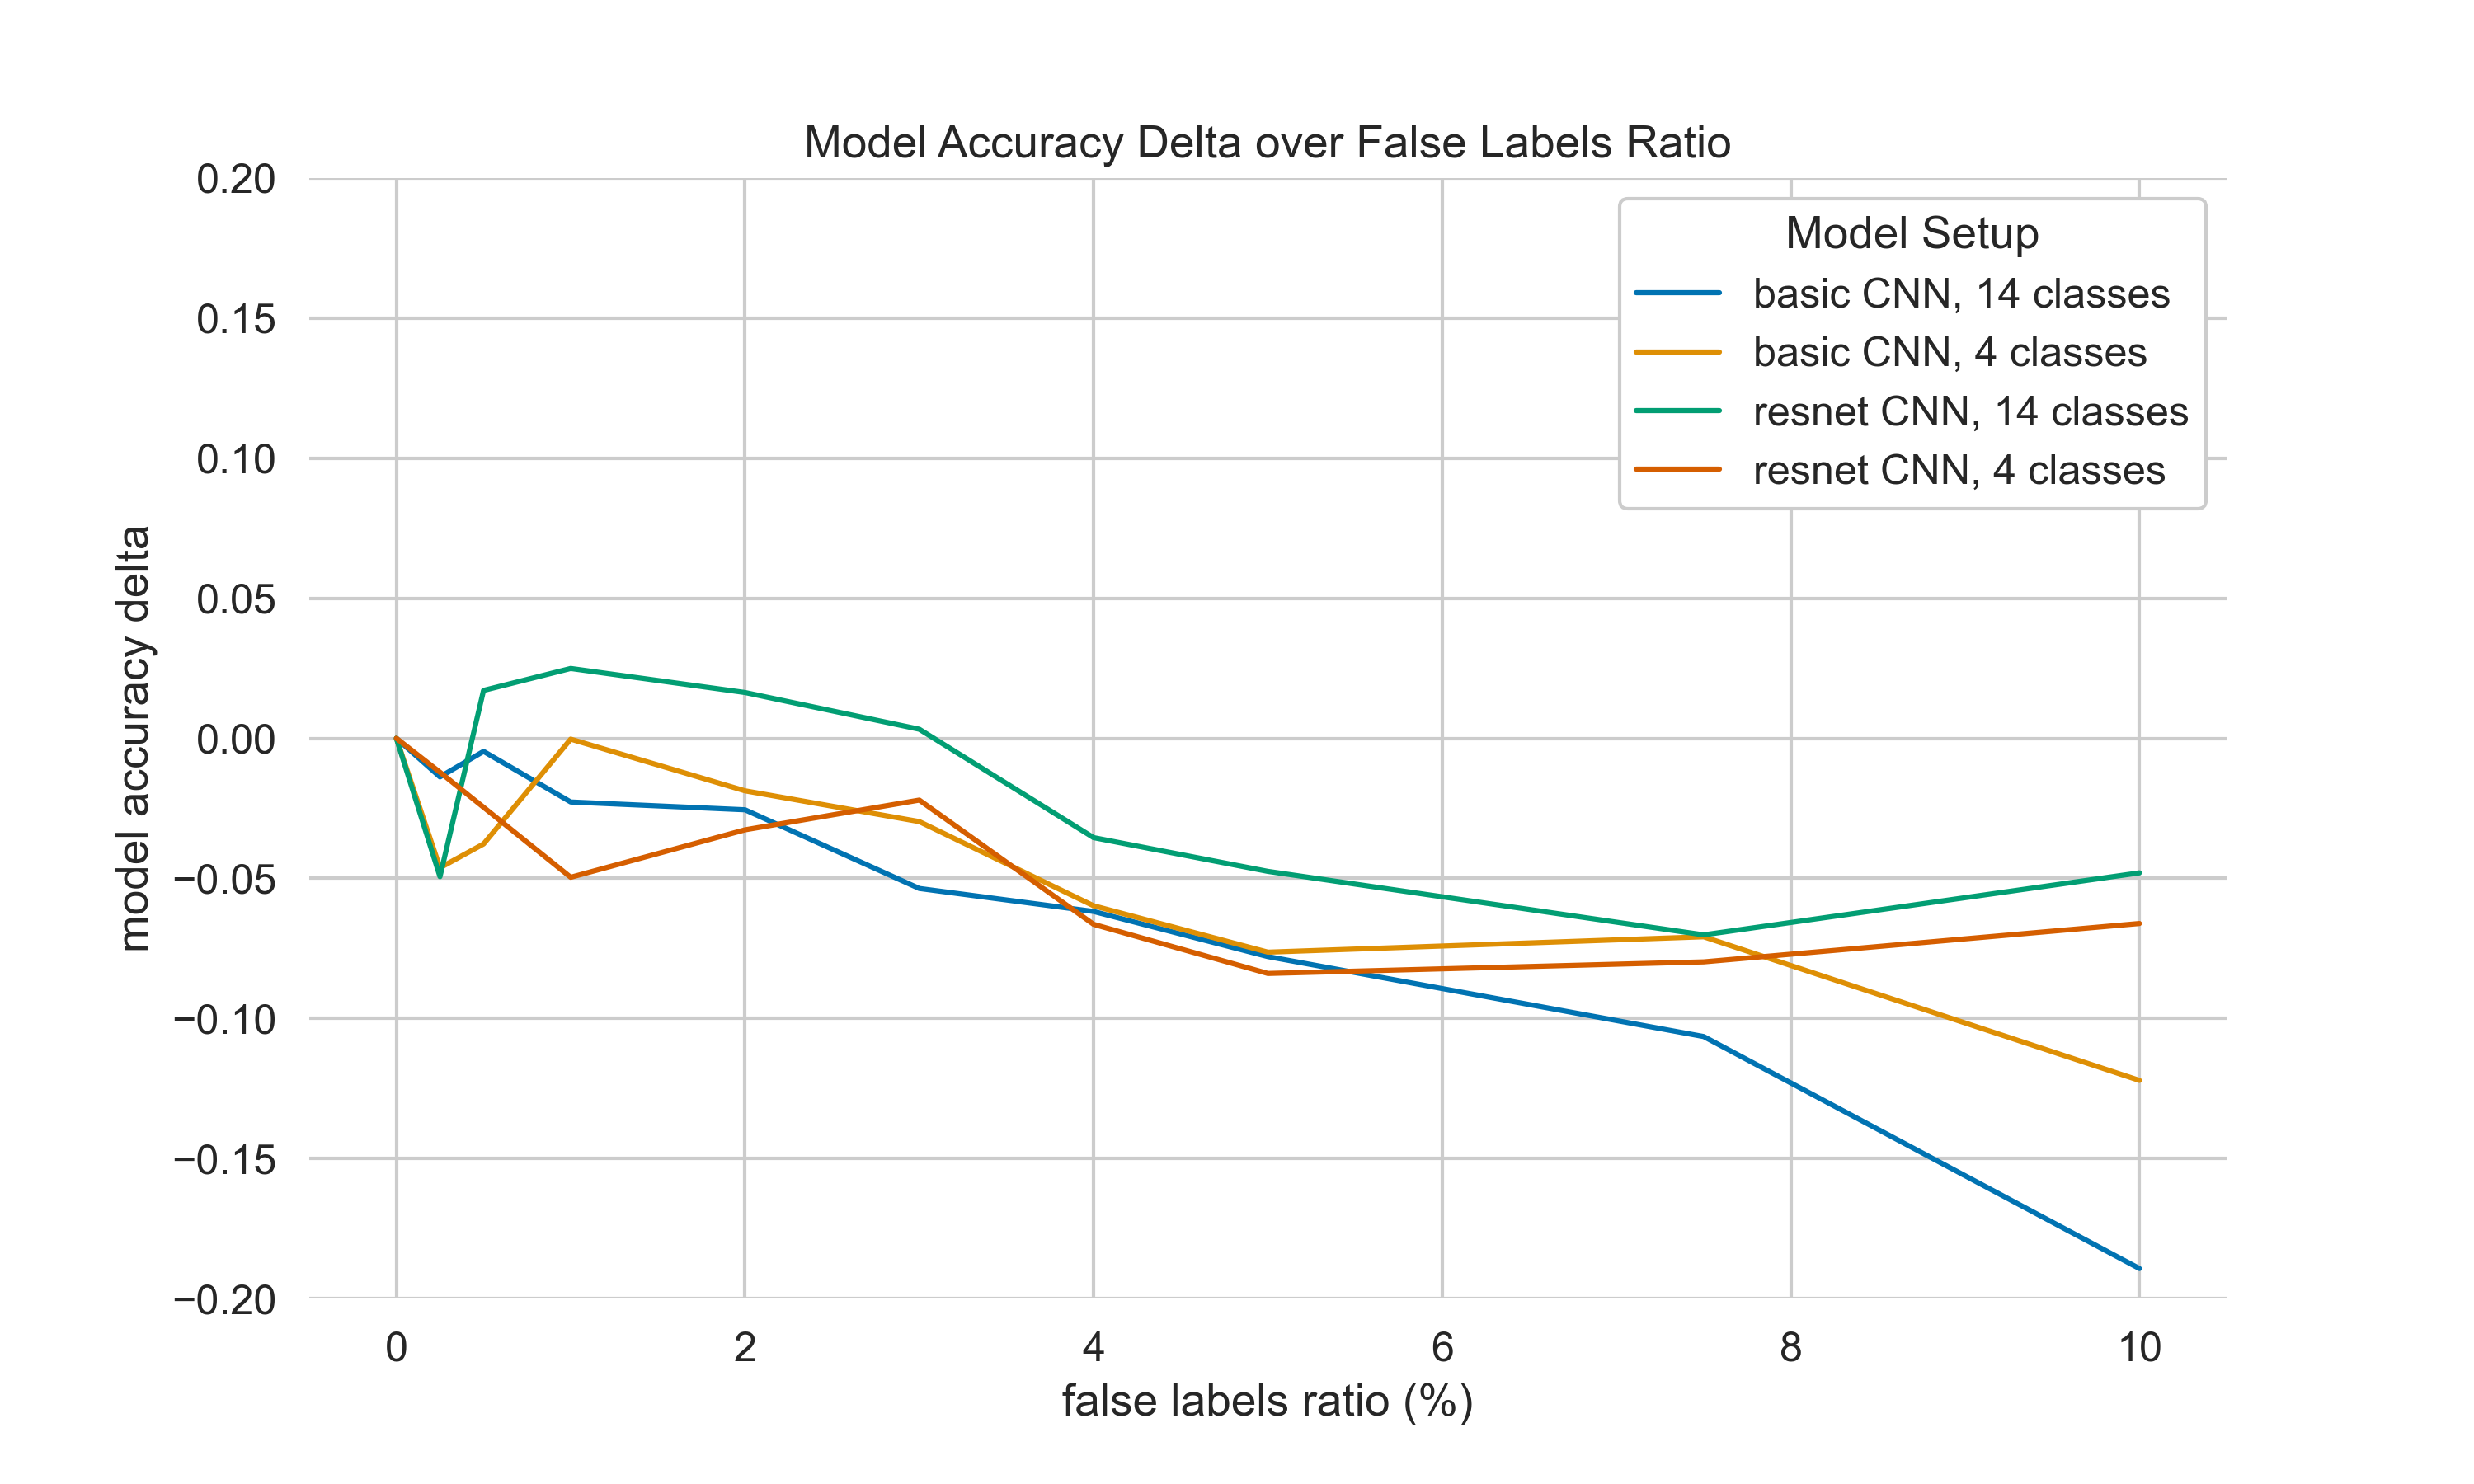 Model Accuracy Delta over False Labels Ratio
0.20
0.15
0.10
0.05
0.00
−0.05
−0.10
−0.15
−0.20
model accuracy delta
Model Setup
basic CNN, 14 classes
basic CNN, 4 classes
resnet CNN, 14 classes
resnet CNN, 4 classes
0 2 4 6 8 10
false labels ratio (%)